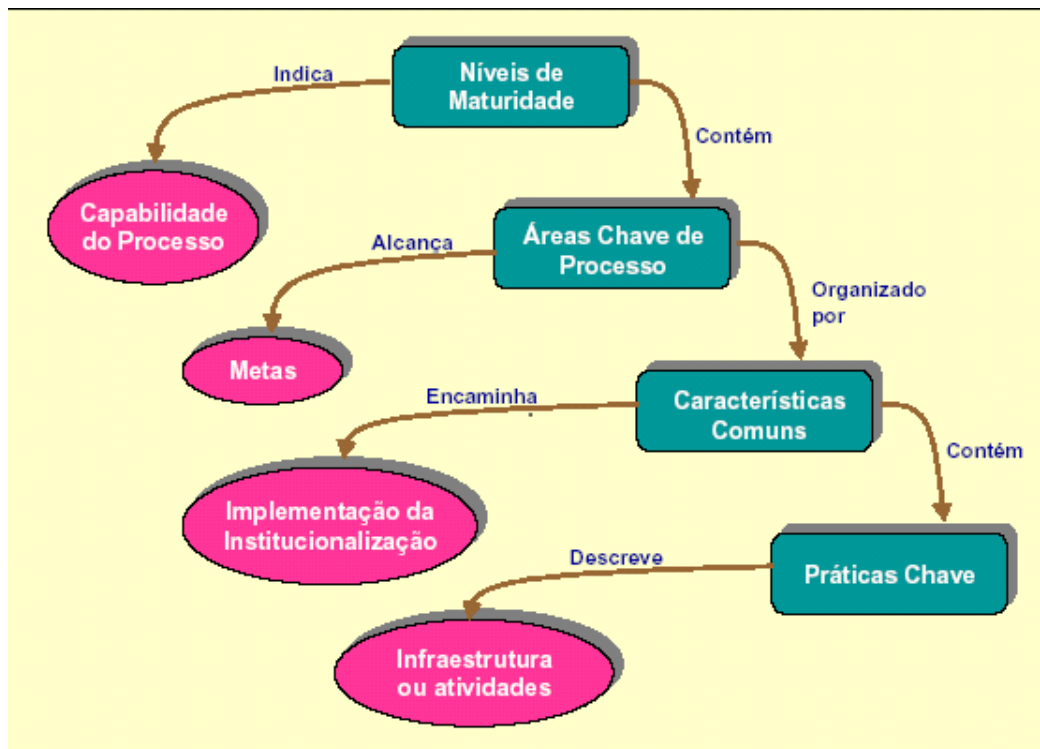 Níveis de
Maturidade
Indica
Contém
Capabilidade
do Processo
Áreas Chave de
Processo
Alcança
Organizado
por
Metas
Características
Comuns
Encaminha
Contém
Implementação da
Institucionalização
Práticas Chave
Descreve
Infraestrutura
ou atividades